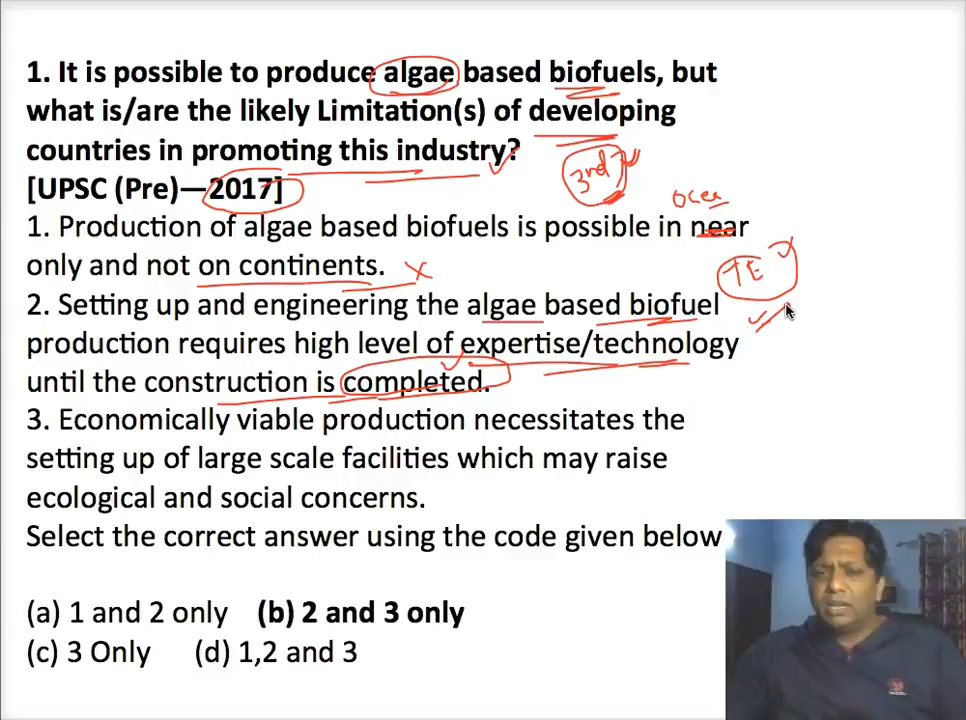 1. It is possible to produce algae based biofuels, but
what is/are the likely Limitation(s) of developing
countries in promoting this industry?
3rd
[UPSC (Pre)—2017]
Ocea
1. Production of algae based biofuels is possible in near
only and not on continents.
TE
2. Setting up and engineering the algae based biofuel
production requires high level of expertise/technology
until the construction is completed.
3. Economically viable production necessitates the
setting up of large scale facilities which may raise
ecological and social concerns.
Select the correct answer using the code given below
(a) 1 and 2 only (b) 2 and 3 only
(c) 3 Only (d) 1,2 and 3